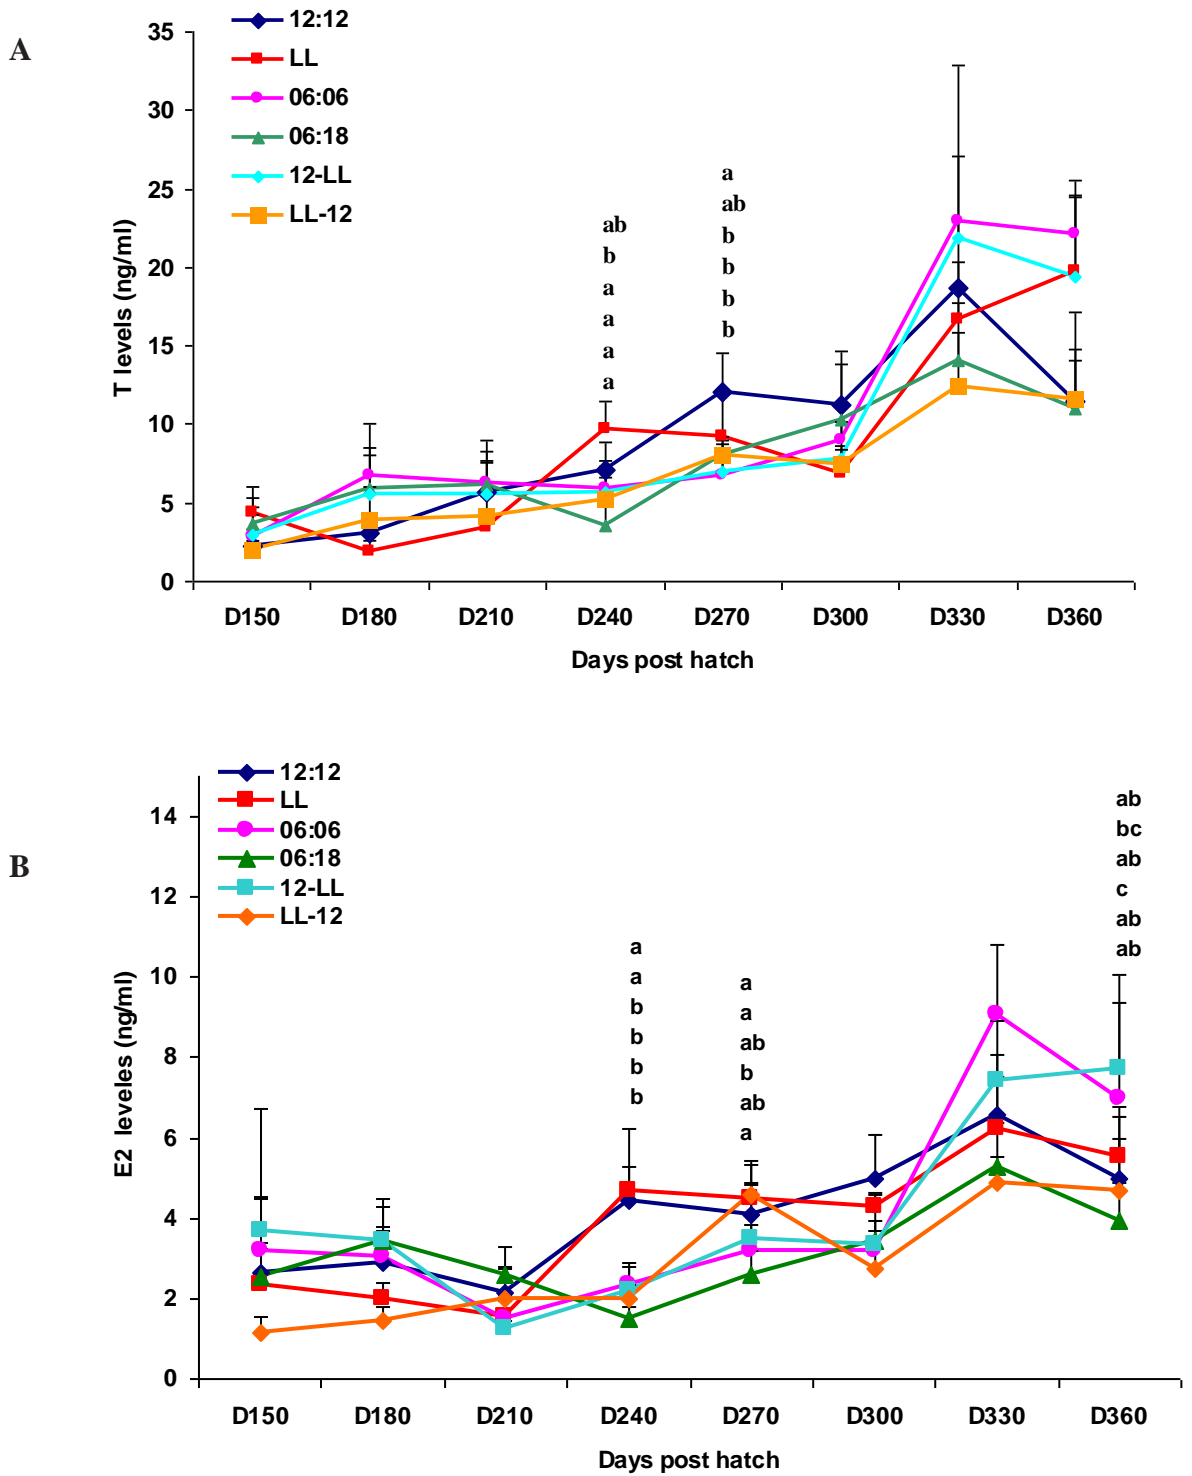 A
12:12
LL
06:06
06:18
12-LL
LL-12
35
30
25
20
15
10
5
0
T levels (ng/ml)
ab
b
a
a
a
a
a
ab
b
b
b
b
D150 D180 D210 D240 D270 D300 D330 D360
Days post hatch
B
12:12
LL
06:06
06:18
12-LL
LL-12
14
12
10
8
6
4
2
0
E2 leveles (ng/ml)
a
a
b
b
b
b
a
a
ab
b
ab
a
ab
bc
ab
c
ab
ab
D150 D180 D210 D240 D270 D300 D330 D360
Days post hatch